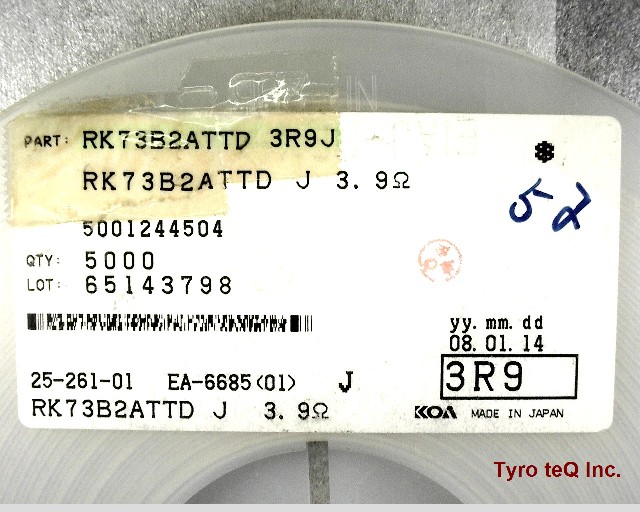 PART: RK73B2ATTD 3R9J
RK73B2ATTD J 3.9Ω
5001244504
QTY: 5000
LOT: 65143798
52
yy. mm. dd
08. 01. 14
25-261-01 EA-6685(01) J
3R9
RK73B2ATTD J 3.9Ω
KOA MADE IN JAPAN
Tyro teQ Inc.